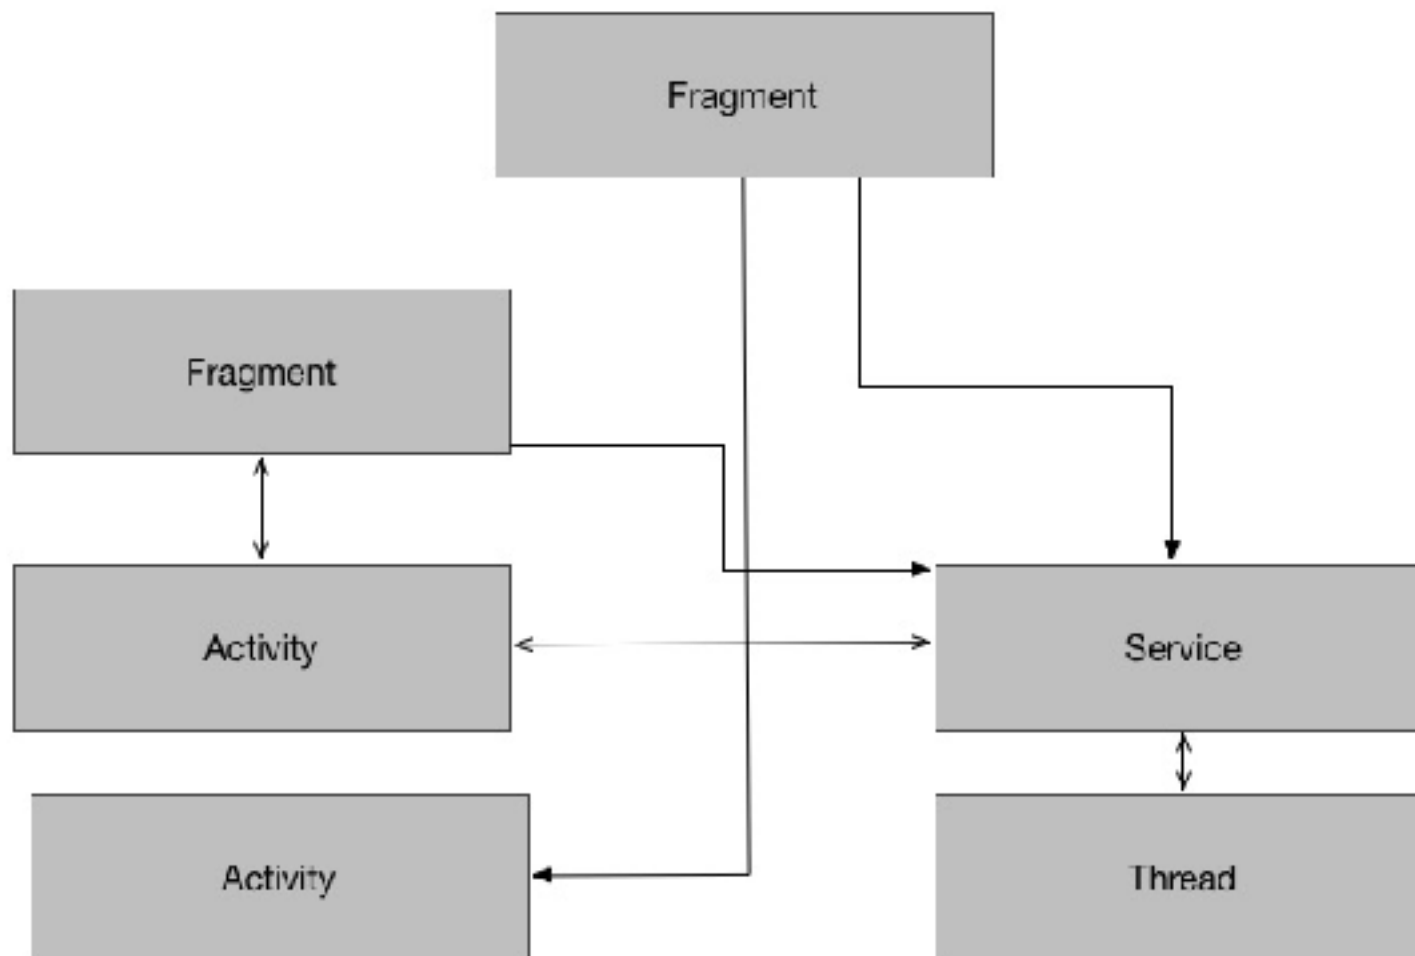 Fragment
Fragment
Activity
Service
Activity
Thread